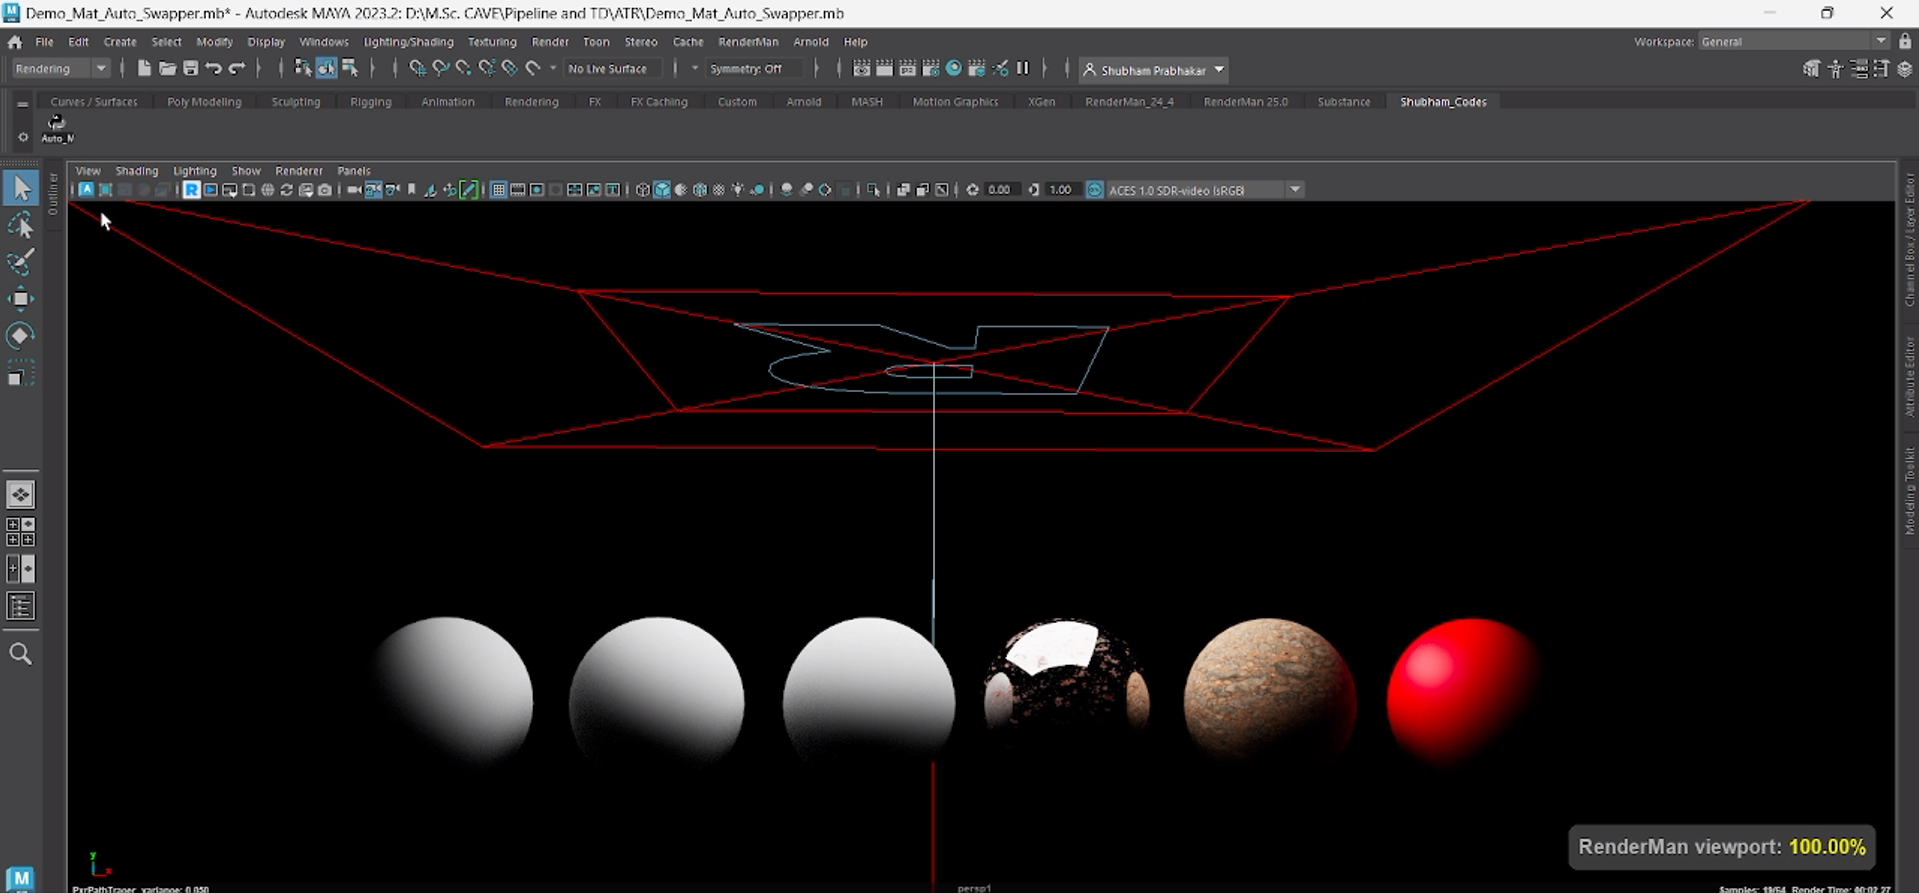 Demo_Mat_Auto_Swapper.mb* - Autodesk MAYA 2023.2: D:\M.Sc. CAVE\Pipeline and TD\ATR\Demo_Mat_Auto_Swapper.mb
File Edit Create Select Modify Display Windows Lighting/Shading Texturing Render Toon Stereo Cache RenderMan Arnold Help Workspace: General
Rendering No Live Surface Symmetry: Off Shubham Prabhakar
Curves / Surfaces Poly Modeling Sculpting Rigging Animation Rendering FX FX Caching Custom Arnold MASH Motion Graphics XGen RenderMan_24_4 RenderMan 25.0 Substance Shubham_Codes
Auto_M
View Shading Lighting Show Renderer Panels
0.00 1.00 ACES 1.0 SDR-video (sRGB)
Outliner
Channel Box / Layer Editor
Attribute Editor
Modeling Toolkit
RenderMan viewport: 100.00%
PxrPathTracer variance: 0.050 persp1 Samples: 19/64 Render Time: 00:02.27